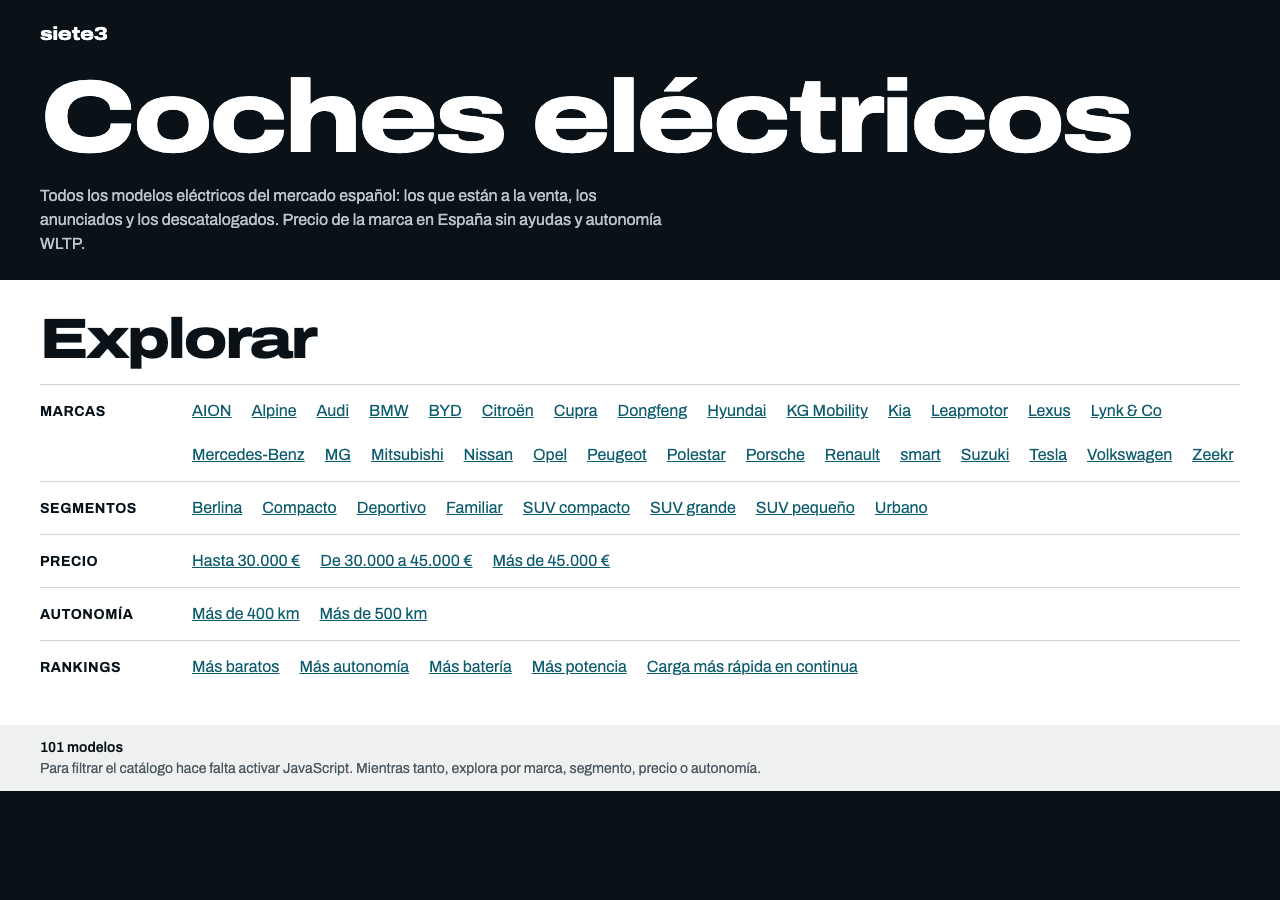 siete3
Coches eléctricos
Todos los modelos eléctricos del mercado español: los que están a la venta, los
anunciados y los descatalogados. Precio de la marca en España sin ayudas y autonomía
WLTP.
Explorar
MARCAS AION Alpine Audi BMW BYD Citroën Cupra Dongfeng Hyundai KG Mobility Kia Leapmotor Lexus Lynk & Co
Mercedes-Benz MG Mitsubishi Nissan Opel Peugeot Polestar Porsche Renault smart Suzuki Tesla Volkswagen Zeekr
SEGMENTOS Berlina Compacto Deportivo Familiar SUV compacto SUV grande SUV pequeño Urbano
PRECIO Hasta 30.000 € De 30.000 a 45.000 € Más de 45.000 €
AUTONOMÍA Más de 400 km Más de 500 km
RANKINGS Más baratos Más autonomía Más batería Más potencia Carga más rápida en continua
101 modelos
Para filtrar el catálogo hace falta activar JavaScript. Mientras tanto, explora por marca, segmento, precio o autonomía.